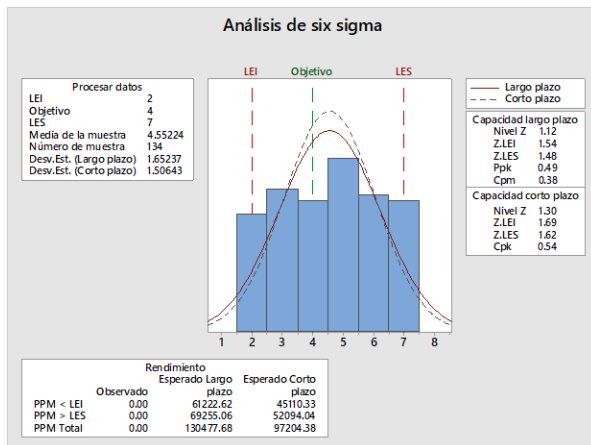 Análisis de six sigma
LEI Objetivo LES
Procesar datos
LEI 2
Objetivo 4
LES 7
Media de la muestra 4.55224
Número de muestra 134
Desv.Est. (Largo plazo) 1.65237
Desv.Est. (Corto plazo) 1.50643
Largo plazo
Corto plazo
Capacidad largo plazo
Nivel Z 1.12
Z.LEI 1.54
Z.LES 1.48
Ppk 0.49
Cpm 0.38
Capacidad corto plazo
Nivel Z 1.30
Z.LEI 1.69
Z.LES 1.62
Cpk 0.54
1 2 3 4 5 6 7 8
Rendimiento
Esperado Largo Esperado Corto
Observado plazo plazo
PPM < LEI 0.00 61222.62 45110.33
PPM > LES 0.00 69255.06 52094.04
PPM Total 0.00 130477.68 97204.38